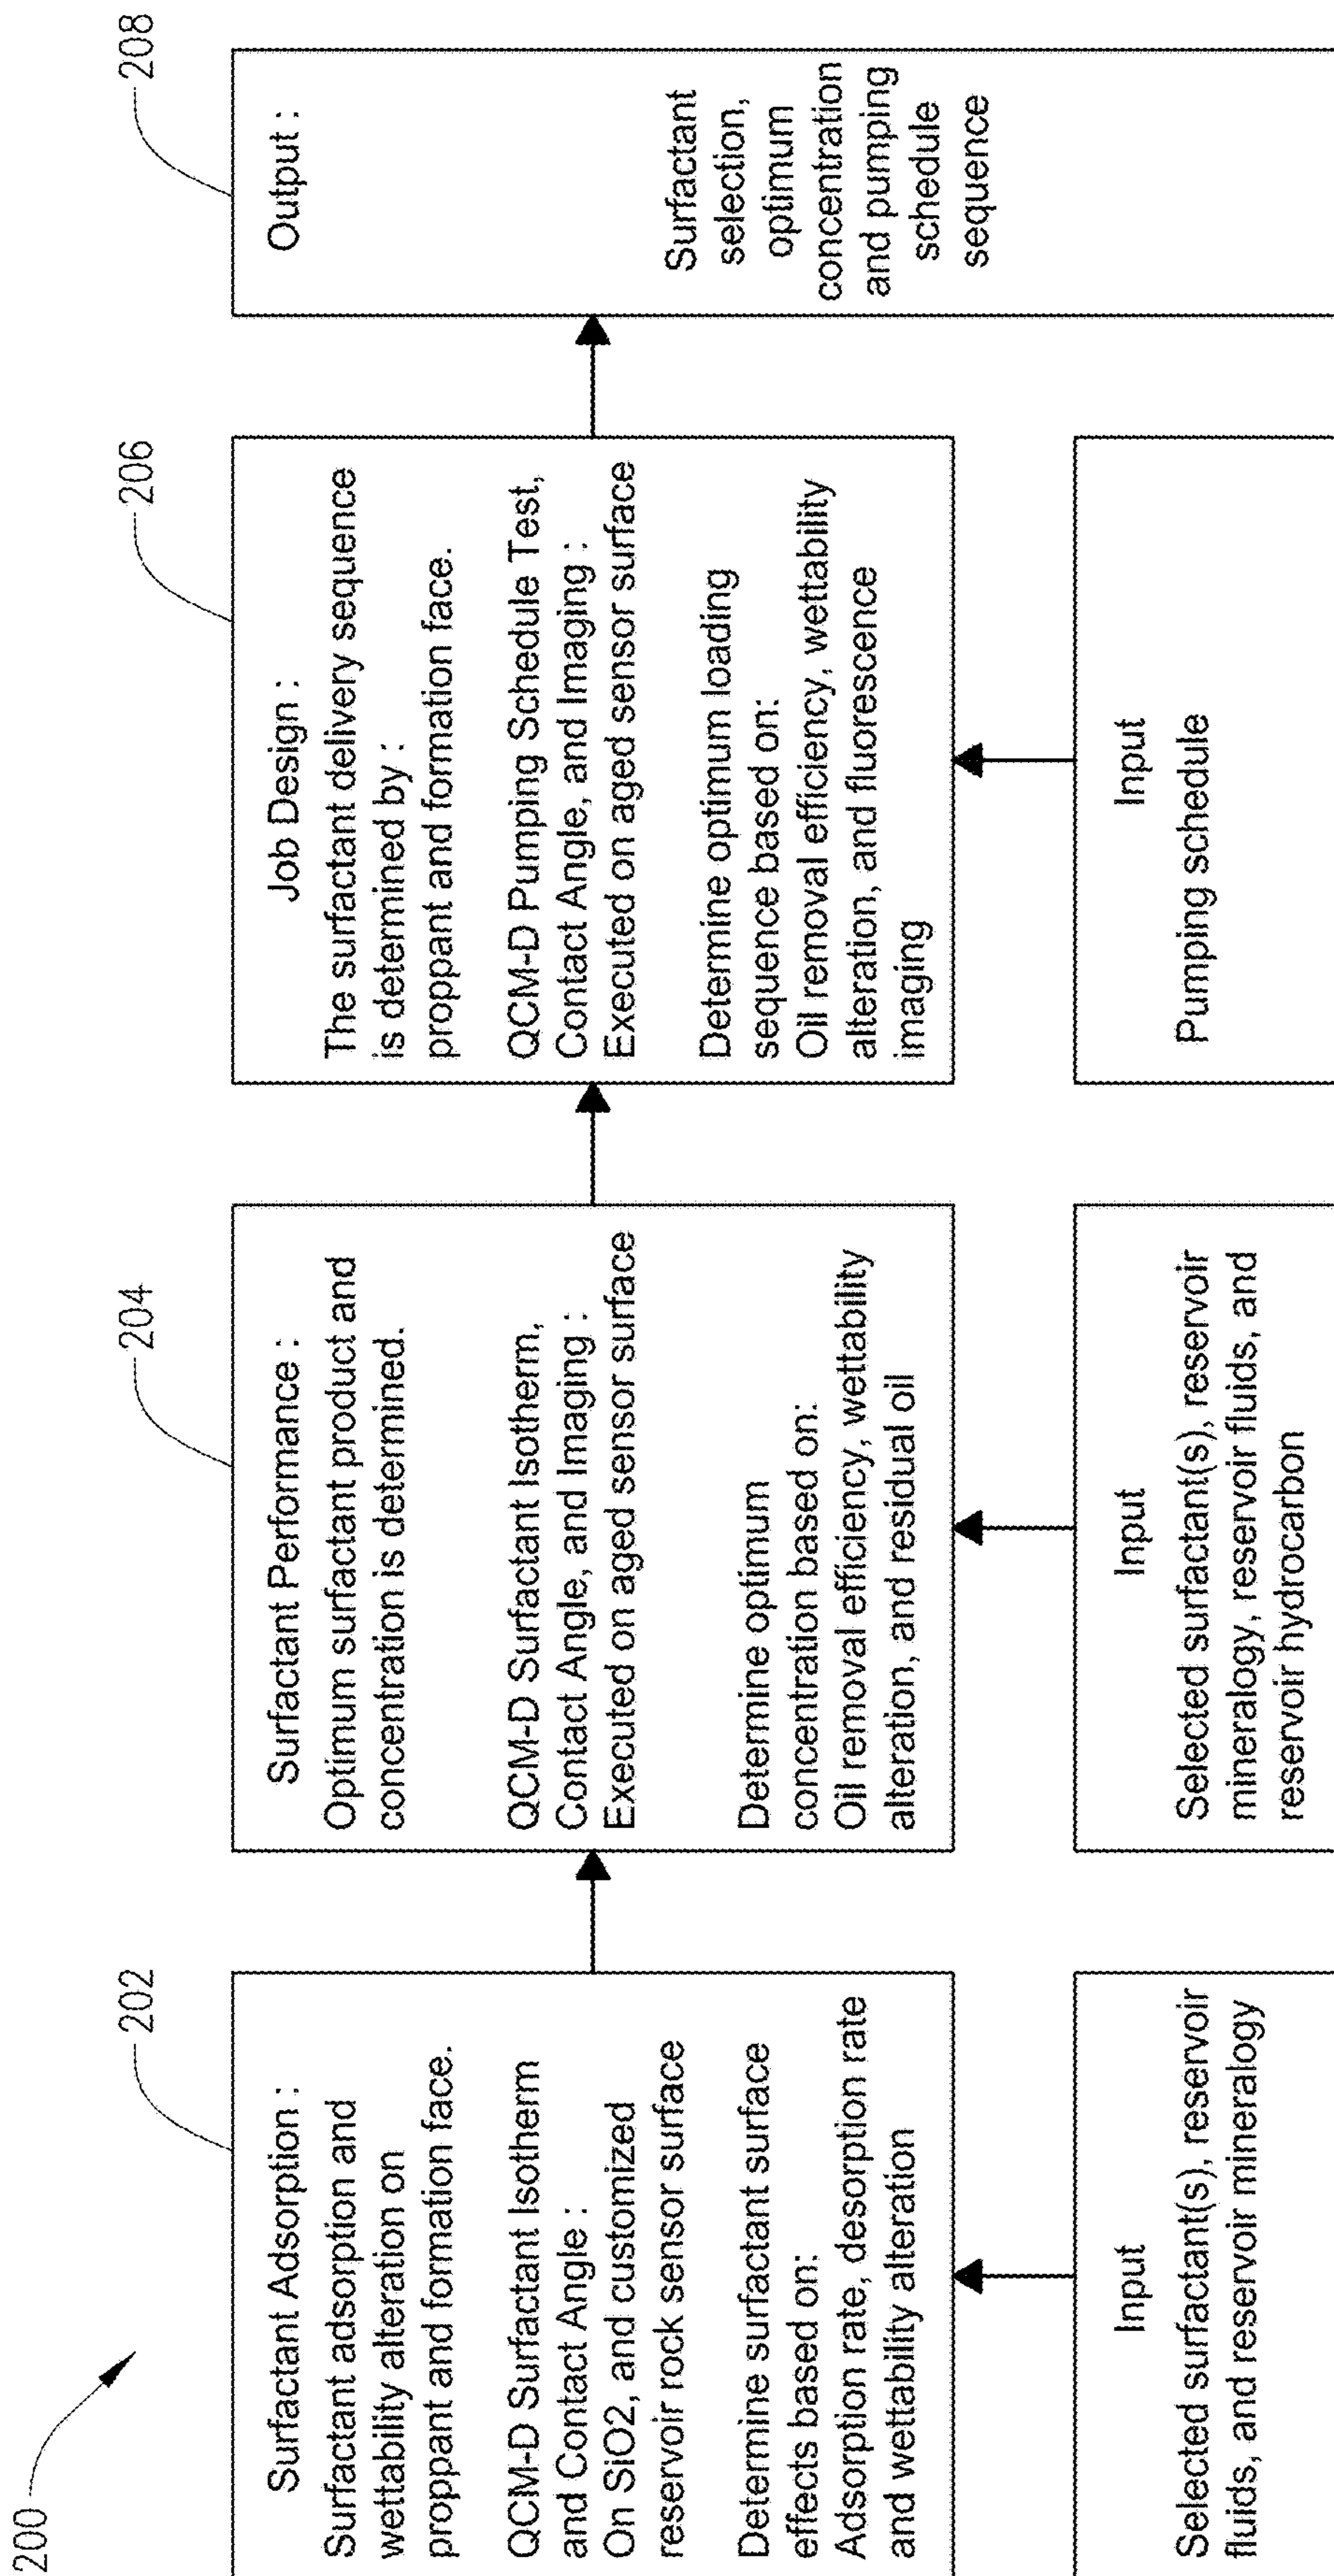 200
202
Surfactant Adsorption :
Surfactant adsorption and
wettability alteration on
proppant and formation face.
QCM-D Surfactant Isotherm
and Contact Angle :
On SiO2, and customized
reservoir rock sensor surface
Determine surfactant surface
effects based on:
Adsorption rate, desorption rate
and wettability alteration
Input
Selected surfactant(s), reservoir
fluids, and reservoir mineralogy
204
Surfactant Performance :
Optimum surfactant product and
concentration is determined.
QCM-D Surfactant Isotherm,
Contact Angle, and Imaging :
Executed on aged sensor surface
Determine optimum
concentration based on:
Oil removal efficiency, wettability
alteration, and residual oil
Input
Selected surfactant(s), reservoir
mineralogy, reservoir fluids, and
reservoir hydrocarbon
206
Job Design :
The surfactant delivery sequence
is determined by :
proppant and formation face.
QCM-D Pumping Schedule Test,
Contact Angle, and Imaging :
Executed on aged sensor surface
Determine optimum loading
sequence based on:
Oil removal efficiency, wettability
alteration, and fluorescence
imaging
Input
Pumping schedule
208
Output :
Surfactant
selection,
optimum
concentration
and pumping
schedule
sequence